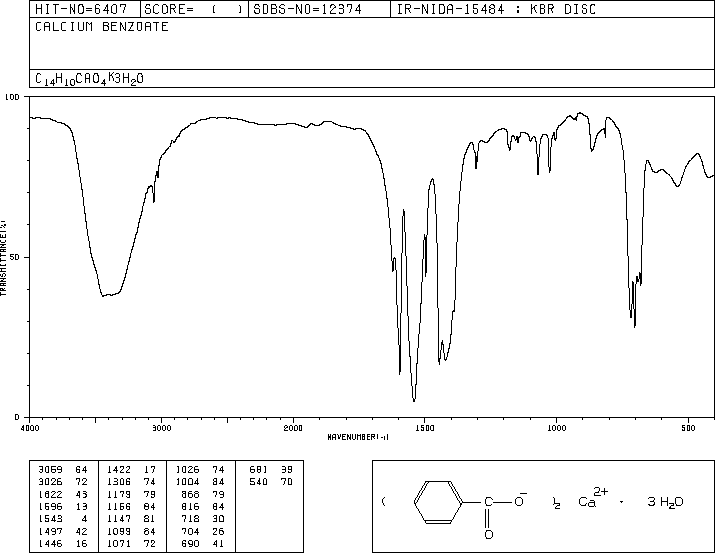 HIT-NO=6407 SCORE= ( ) SDBS-NO=12374 IR-NIDA-15484 : KBR DISC
CALCIUM BENZOATE
C14H10CAO4·K3H2O
100
TRANSMITTANCE(%)
50
0
4000 3000 2000 1500 1000 500
WAVENUMBER(-1)
3069 64 1422 17 1026 74 681 39
3026 72 1306 74 1004 84 540 70
1622 43 1179 79 868 79
1596 13 1156 84 816 84
1543 4 1147 81 718 30
1497 42 1099 84 704 26
1446 16 1071 72 690 41
( C O− )2 Ca2+ · 3 H2O
O